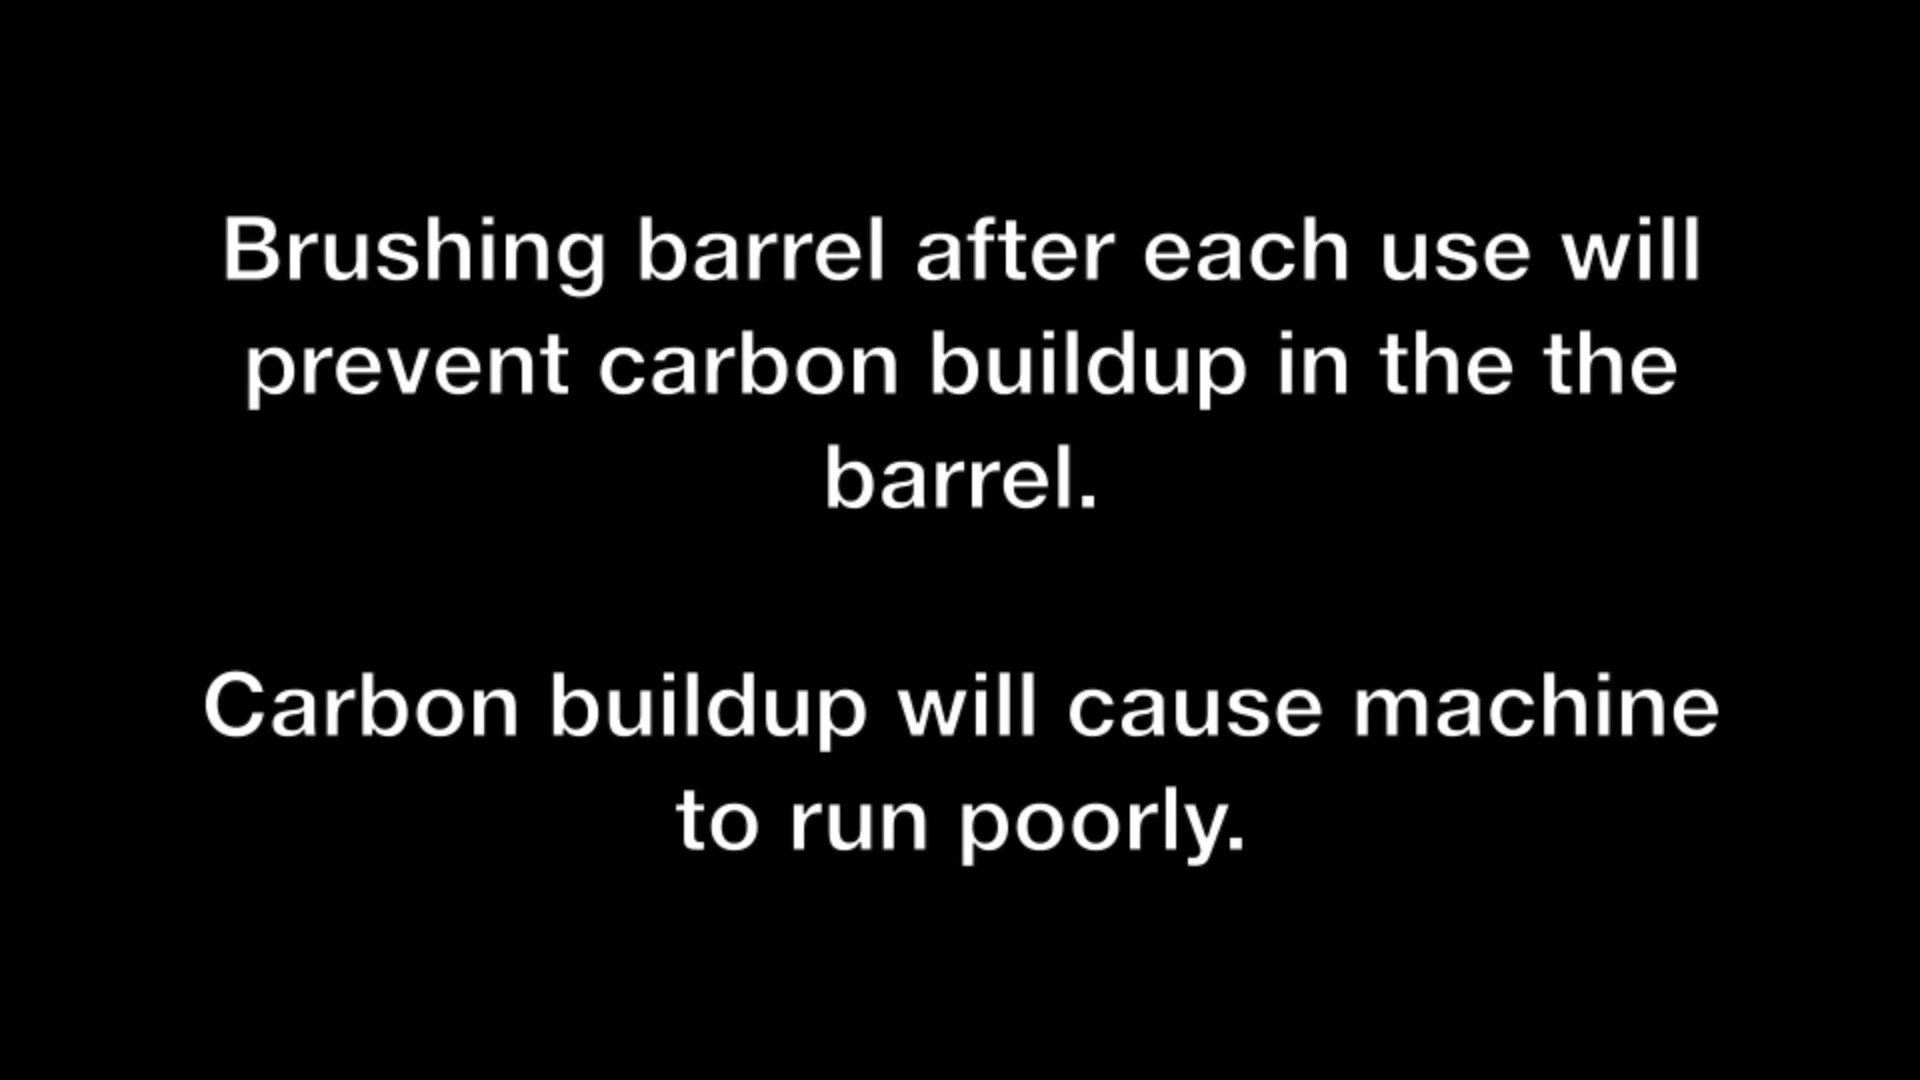 Brushing barrel after each use will
prevent carbon buildup in the the
barrel.
Carbon buildup will cause machine
to run poorly.